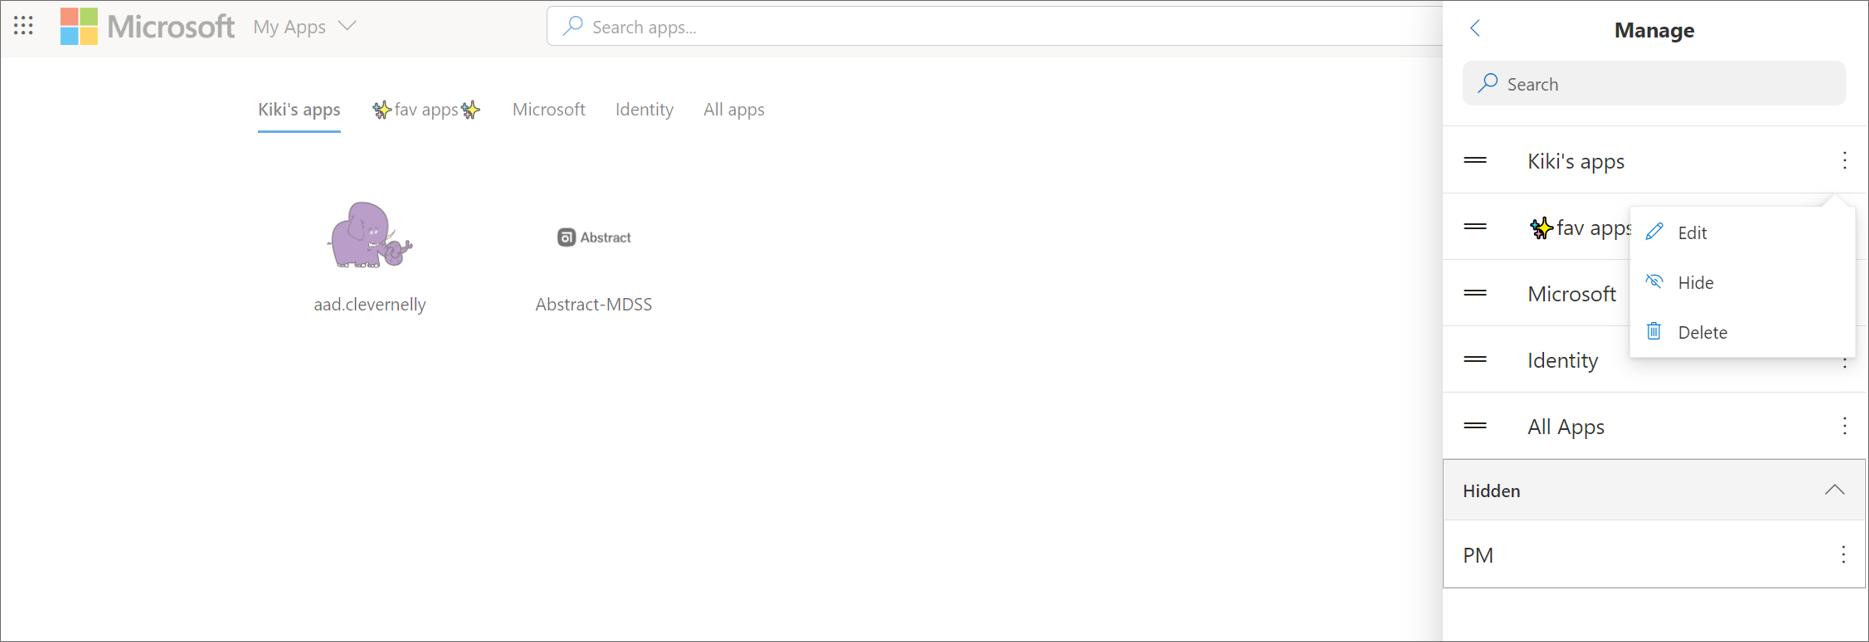 Microsoft My Apps
Search apps...
Kiki's apps ✨fav apps✨ Microsoft Identity All apps
Abstract
aad.clevernelly Abstract-MDSS
Manage
Search
Kiki's apps
✨fav apps
Microsoft
Identity
All Apps
Edit
Hide
Delete
Hidden
PM